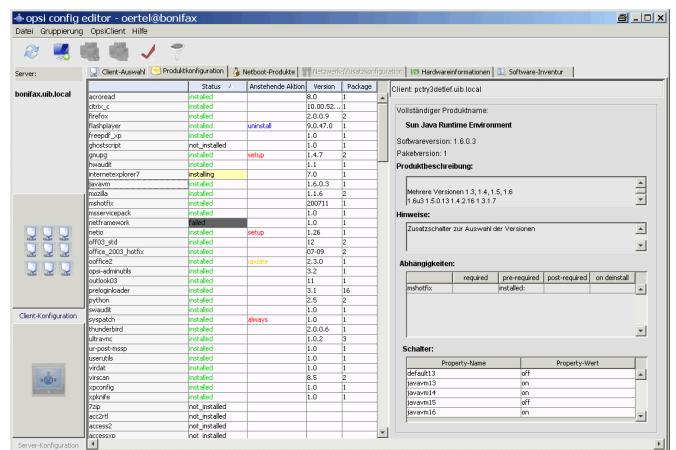 opsi config editor - oertel@bonifax
Datei Gruppierung OpsiClient Hilfe
Server:
Client-Auswahl Produktkonfiguration Netboot-Produkte Netzwerk-/Zusatzkonfiguration Hardwareinformationen Software-Inventur
bonifax.uib.local
Client-Konfiguration
Server-Konfiguration
Status Anstehende Aktion Version Package
acroread installed 8.0 1
citrix_c installed 10.00.52... 1
firefox installed 2.0.0.9 2
flashplayer installed uninstall 9.0.47.0 1
freepdf_xp installed 1.0 1
ghostscript not_installed 1.0 1
gnupg installed setup 1.4.7 2
hwaudit installed 1.1 1
internetexplorer7 installing 7.0 1
javavm installed 1.6.0.3 1
mozilla installed 1.1.6 2
mshotfix installed 200711 1
msservicepack installed 1.0 1
netframework failed 1.0 1
netio installed setup 1.26 1
off03_std installed 12 2
office_2003_hotfix installed 07-09 2
ooffice2 installed update 2.3.0 1
opsi-adminutils installed 3.2 1
outlook03 installed 11 1
preloginloader installed 3.1 16
python installed 2.5 2
swaudit installed 1.0 1
syspatch installed always 1.0 1
thunderbird installed 2.0.0.6 1
ultravnc installed 1.0.2 3
ur-post-mssp installed 1.0 1
userutils installed 1.0 1
virdat installed 1.0 1
virscan installed 8.5 2
xpconfig installed 1.0 1
xpknife installed 1.0 1
7zip not_installed
acc2rtl not_installed
access2 not_installed
accessxp not_installed
Client: pctry3detlef.uib.local
Vollständiger Produktname:
Sun Java Runtime Environment
Softwareversion: 1.6.0.3
Paketversion: 1
Produktbeschreibung:
Mehrere Versionen 1.3, 1.4, 1.5, 1.6
1.6u3 1.5.0.13 1.4.2.16 1.3.1.7
Hinweise:
Zusatzschalter zur Auswahl der Versionen
Abhängigkeiten:
required pre-required post-required on deinstall
mshotfix installed:
Schalter:
Property-Name Property-Wert
default13 off
javavm13 on
javavm14 on
javavm15 off
javavm16 on